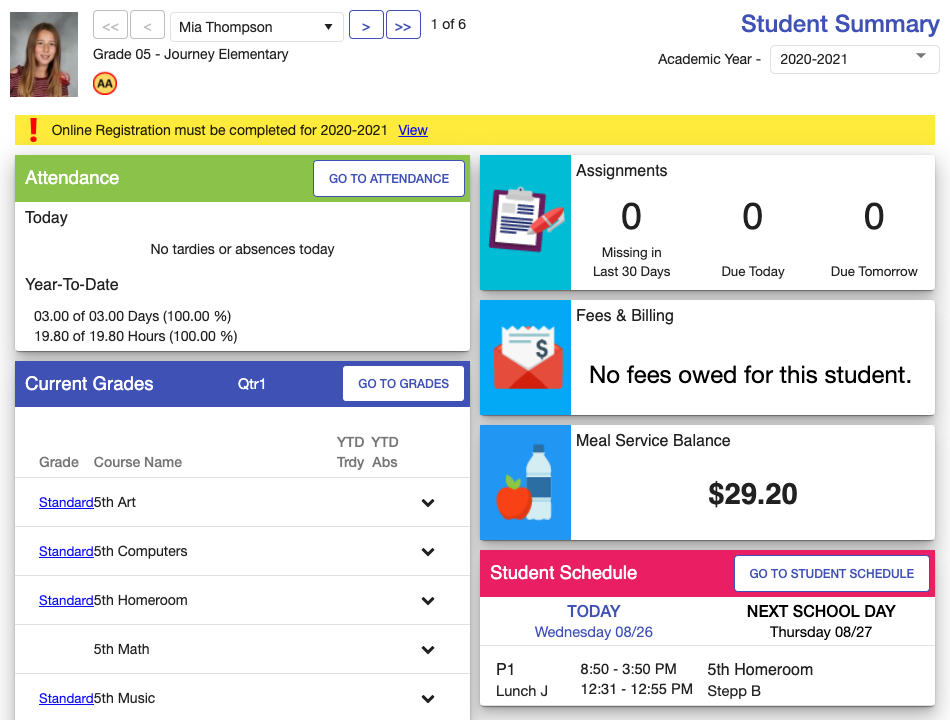 << < Mia Thompson > >> 1 of 6
Student Summary
Grade 05 - Journey Elementary
Academic Year - 2020-2021
AA
Online Registration must be completed for 2020-2021 View
Attendance GO TO ATTENDANCE
Today
No tardies or absences today
Year-To-Date
03.00 of 03.00 Days (100.00 %)
19.80 of 19.80 Hours (100.00 %)
Current Grades Qtr1 GO TO GRADES
YTD YTD
Grade Course Name Trdy Abs
Standard 5th Art
Standard 5th Computers
Standard 5th Homeroom
5th Math
Standard 5th Music
Assignments
0 0 0
Missing in
Last 30 Days Due Today Due Tomorrow
Fees & Billing
$
No fees owed for this student.
Meal Service Balance
$29.20
Student Schedule GO TO STUDENT SCHEDULE
TODAY NEXT SCHOOL DAY
Wednesday 08/26 Thursday 08/27
P1 8:50 - 3:50 PM 5th Homeroom
Lunch J 12:31 - 12:55 PM Stepp B